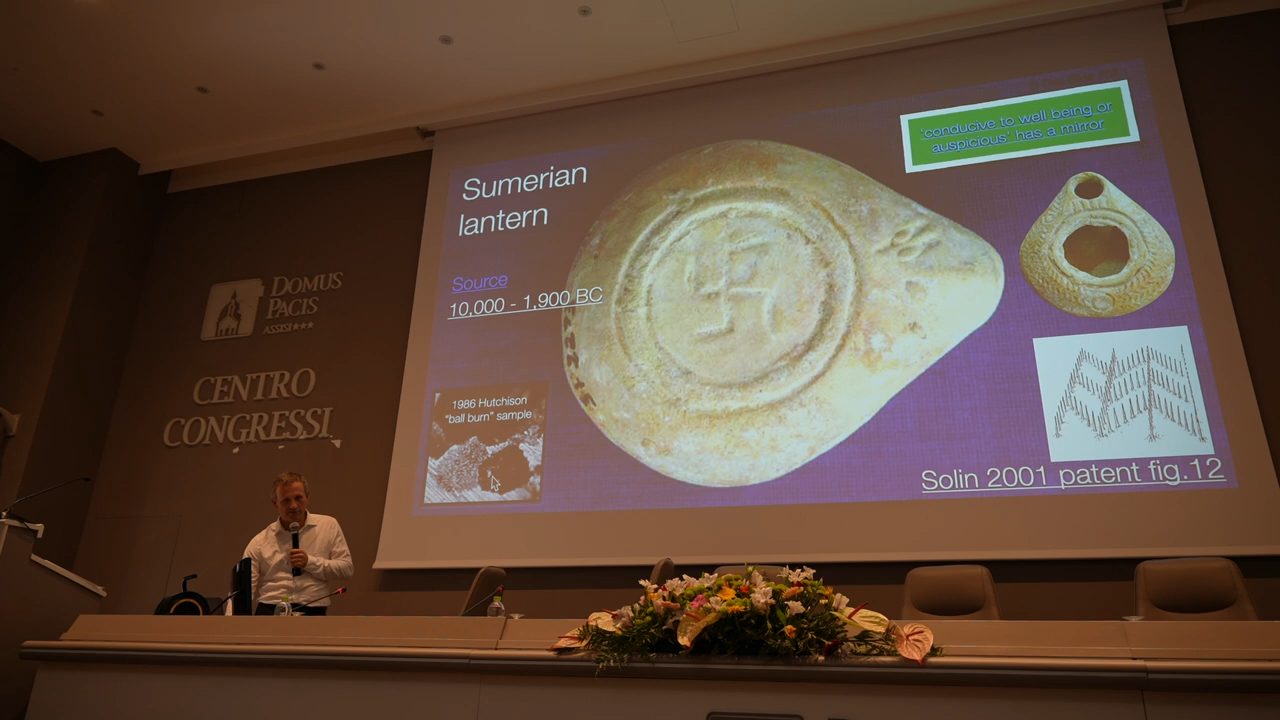 DOMUS
PACIS
ASSISI★★★
CENTRO
CONGRESSI
Sumerian
lantern
Source
10,000 - 1,900 BC
1986 Hutchison
"ball burn" sample
'conducive to well being or
auspicious' has a mirror
Solin 2001 patent fig.12